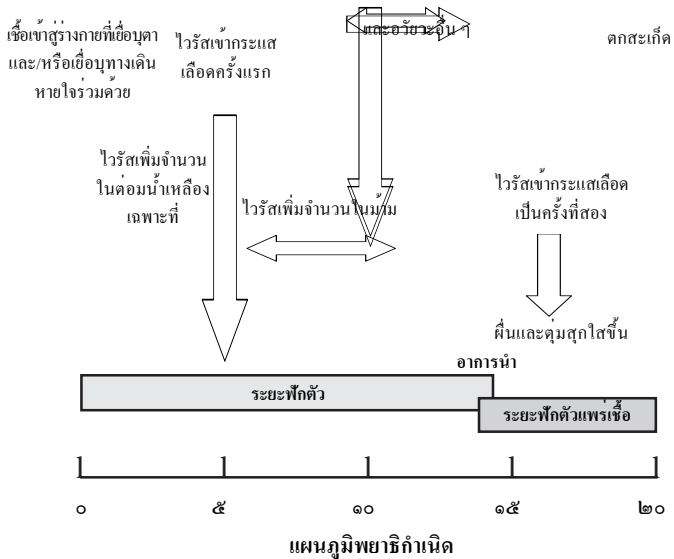 เชื้อเข้าสู่ร่างกายที่เยื่อบุตา
และ/หรือเยื่อบุทางเดิน
หายใจร่วมด้วย
ไวรัสเข้ากระแส
เลือดครั้งแรก
และอวัยวะอื่น ๆ
ตกสะเก็ด
ไวรัสเพิ่มจำนวน
ในต่อมน้ำเหลือง
เฉพาะที่
ไวรัสเพิ่มจำนวนในม้าม
ไวรัสเข้ากระแสเลือด
เป็นครั้งที่สอง
ผื่นและตุ่มสุกใสขึ้น
อาการนำ
ระยะฟักตัว
ระยะฟักตัวแพร่เชื้อ
๐ ๕ ๑๐ ๑๕ ๒๐
แผนภูมิพยาธิกำเนิด